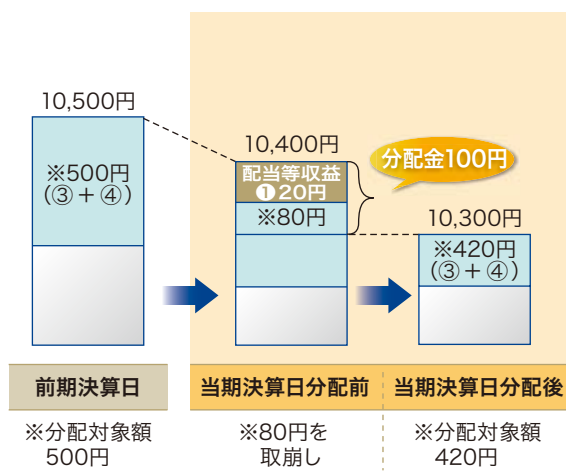 10,500円
※500円
(③+④)
10,400円
配当等収益
❶20円
※80円
分配金100円
10,300円
※420円
(③+④)
前期決算日
当期決算日分配前
当期決算日分配後
※分配対象額
500円
※80円を
取崩し
※分配対象額
420円